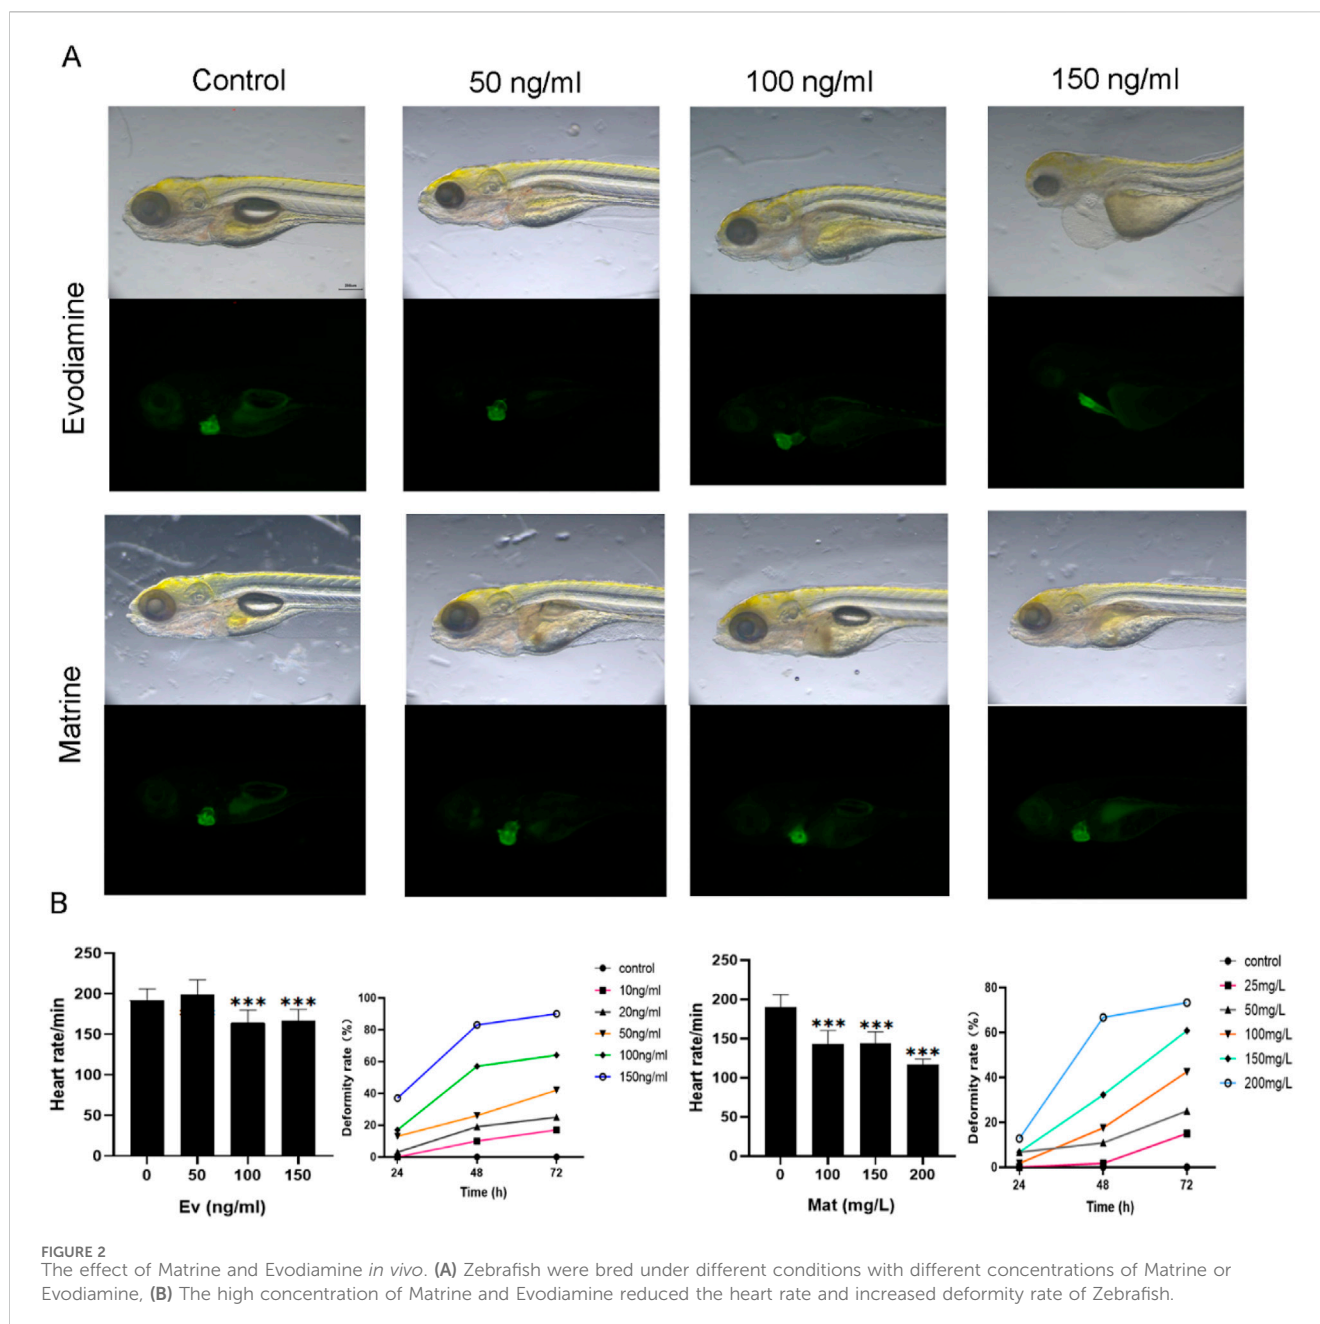 A
Control
50 ng/ml
100 ng/ml
150 ng/ml
Evodiamine
Matrine
B
Heart rate/min
250
200
150
100
50
0
***
***
0
50
100
150
Ev (ng/ml)
Deformity rate (%)
100
80
60
40
20
0
24
48
72
Time (h)
control
10ng/ml
20ng/ml
50ng/ml
100ng/ml
150ng/ml
Heart rate/min
250
200
150
100
50
0
***
***
***
0
100
150
200
Mat (mg/L)
Deformity rate (%)
80
60
40
20
0
24
48
72
Time (h)
control
25mg/L
50mg/L
100mg/L
150mg/L
200mg/L
FIGURE 2
The effect of Matrine and Evodiamine in vivo. (A) Zebrafish were bred under different conditions with different concentrations of Matrine or
Evodiamine, (B) The high concentration of Matrine and Evodiamine reduced the heart rate and increased deformity rate of Zebrafish.